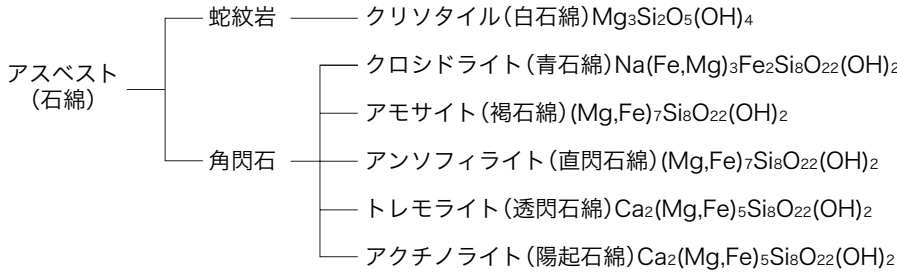 アスベスト
(石綿)
蛇紋岩
クリソタイル(白石綿)Mg3Si2O5(OH)4
角閃石
クロシドライト(青石綿)Na(Fe,Mg)3Fe2Si8O22(OH)2
アモサイト(褐石綿)(Mg,Fe)7Si8O22(OH)2
アンソフィライト(直閃石綿)(Mg,Fe)7Si8O22(OH)2
トレモライト(透閃石綿)Ca2(Mg,Fe)5Si8O22(OH)2
アクチノライト(陽起石綿)Ca2(Mg,Fe)5Si8O22(OH)2